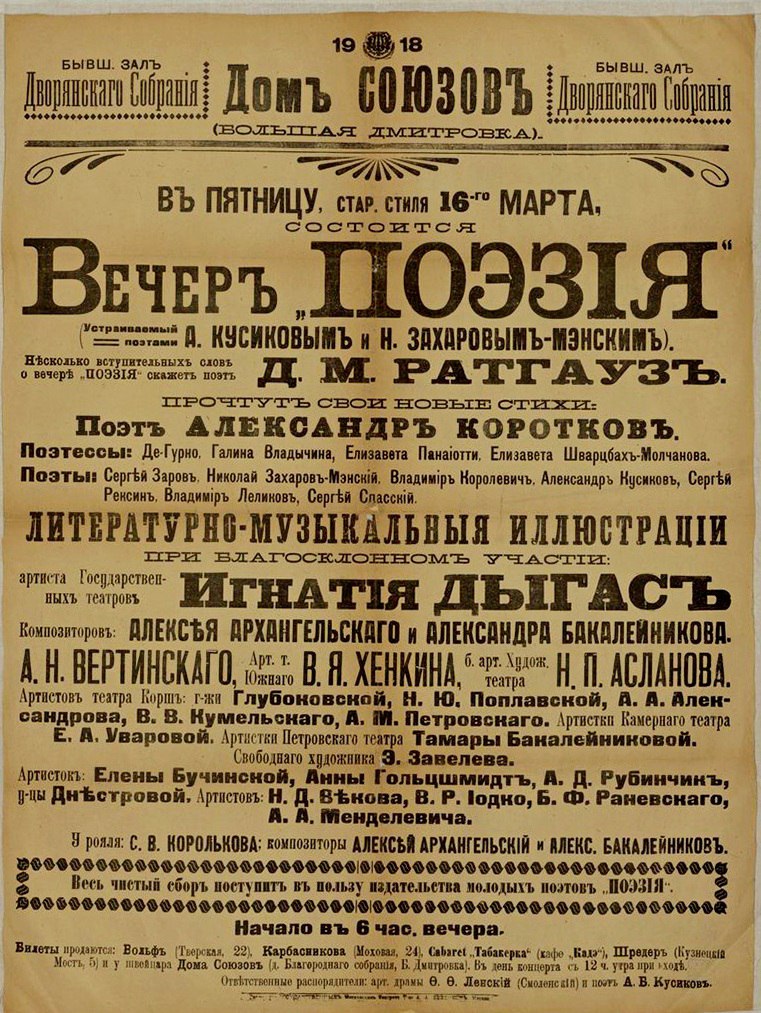 19 18
БЫВШ. ЗАЛЪ
Дворянскаго Собранія
Домъ СОЮЗОВЪ
БЫВШ. ЗАЛЪ
Дворянскаго Собранія
(БОЛЬШАЯ ДМИТРОВКА).
ВЪ ПЯТНИЦУ, СТАР. СТИЛЯ 16-го МАРТА,
СОСТОИТСЯ
ВЕЧЕРЪ „ПОЭЗІЯ“
(Устраиваемый поэтами А. КУСИКОВЫМЪ и Н. ЗАХАРОВЫМЪ-МЭНСКИМЪ).
Нѣсколько вступительныхъ словъ
о вечерѣ „ПОЭЗІЯ“ скажетъ поэтъ
Д. М. РАТГАУЗЪ.
ПРОЧТУТЪ СВОИ НОВЫЕ СТИХИ:
Поэтъ АЛЕКСАНДРЪ КОРОТКОВЪ.
Поэтессы: Де-Гурно, Галина Владычина, Елизавета Панаіотти, Елизавета Шварцбахъ-Молчанова.
Поэты: Сергѣй Заровъ, Николай Захаровъ-Мэнскій, Владиміръ Королевичъ, Александръ Кусиковъ, Сергѣй
Рексинъ, Владиміръ Леликовъ, Сергѣй Спасскій.
ЛИТЕРАТУРНО-МУЗЫКАЛЬНЫЯ ИЛЛЮСТРАЦІИ
ПРИ БЛАГОСКЛОННОМЪ УЧАСТІИ:
артиста Государствен-
ныхъ театровъ
ИГНАТІЯ ДЫГАСЪ
Композиторовъ: АЛЕКСѢЯ АРХАНГЕЛЬСКАГО и АЛЕКСАНДРА БАКАЛЕЙНИКОВА.
А. Н. ВЕРТИНСКАГО, Арт. т. Южнаго В. Я. ХЕНКИНА, б. арт. Худож. театра Н. П. АСЛАНОВА.
Артистовъ театра Коршъ: г-жи Глубоковской, Н. Ю. Поплавской, А. А. Алек-
сандрова, В. В. Кумельскаго, А. М. Петровскаго. Артистки Камернаго театра
Е. А. Уваровой. Артистки Петровскаго театра Тамары Бакалейниковой.
Свободнаго художника Э. Завелева.
Артистокъ: Елены Бучинской, Анны Гольцшмидтъ, А. Д. Рубинчикъ,
у-цы Днѣстровой. Артистовъ: Н. Д. Вѣкова, В. Р. Іодко, Б. Ф. Раневскаго,
А. А. Менделевича.
У рояля: С. В. КОРОЛЬКОВА; композиторы АЛЕКСѢЙ АРХАНГЕЛЬСКІЙ и АЛЕКС. БАКАЛЕЙНИКОВЪ.
Весь чистый сборъ поступитъ въ пользу издательства молодыхъ поэтовъ „ПОЭЗІЯ“.
Начало въ 6 час. вечера.
Билеты продаются: Вольфъ (Тверская, 22), Карбасникова (Моховая, 24), Cabaret „Табакерка“ (кафе „Кадэ“), Шредеръ (Кузнецкій
Мостъ, 5) и у швейцара Дома Союзовъ (д. Благороднаго собранія, Б. Дмитровка). Въ день концерта съ 12 ч. утра при входѣ.
Отвѣтственные распорядители: арт. драмы Ѳ. Ѳ. Ленскій (Смоленскій) и поэтъ А. Б. Кусиковъ.